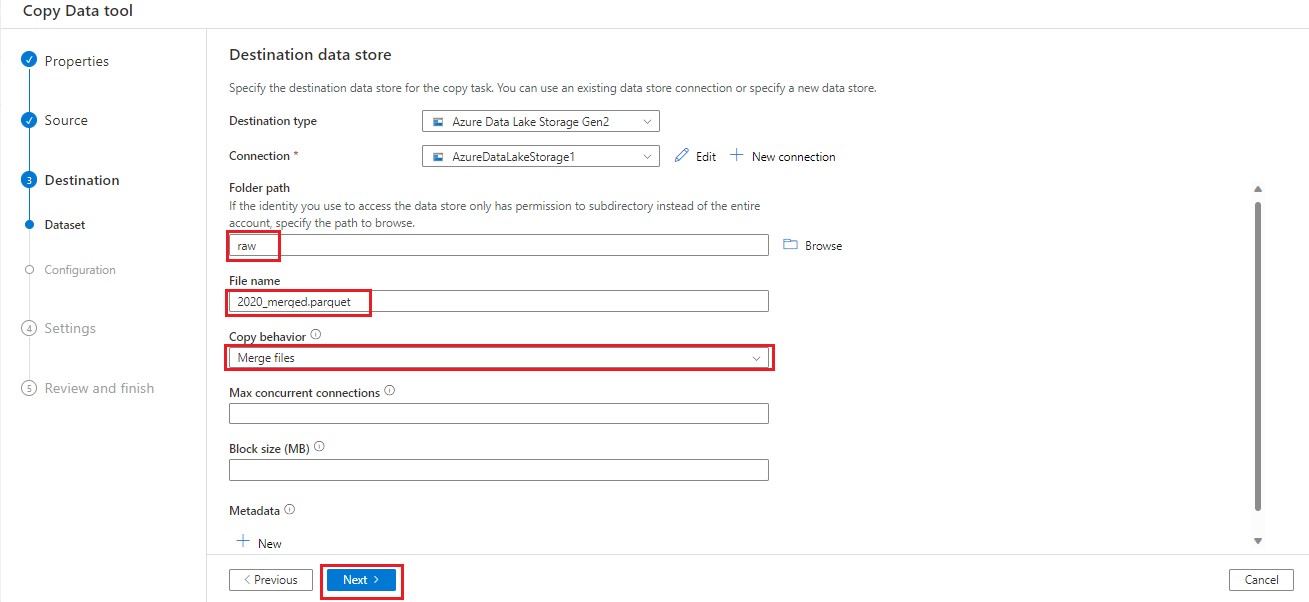 Copy Data tool
Properties
Source
3 Destination
Dataset
Configuration
4 Settings
5 Review and finish
Destination data store
Specify the destination data store for the copy task. You can use an existing data store connection or specify a new data store.
Destination type
Azure Data Lake Storage Gen2
Connection *
AzureDataLakeStorage1
Edit
New connection
Folder path
If the identity you use to access the data store only has permission to subdirectory instead of the entire
account, specify the path to browse.
raw
Browse
File name
2020_merged.parquet
Copy behavior
Merge files
Max concurrent connections
Block size (MB)
Metadata
New
Previous
Next
Cancel